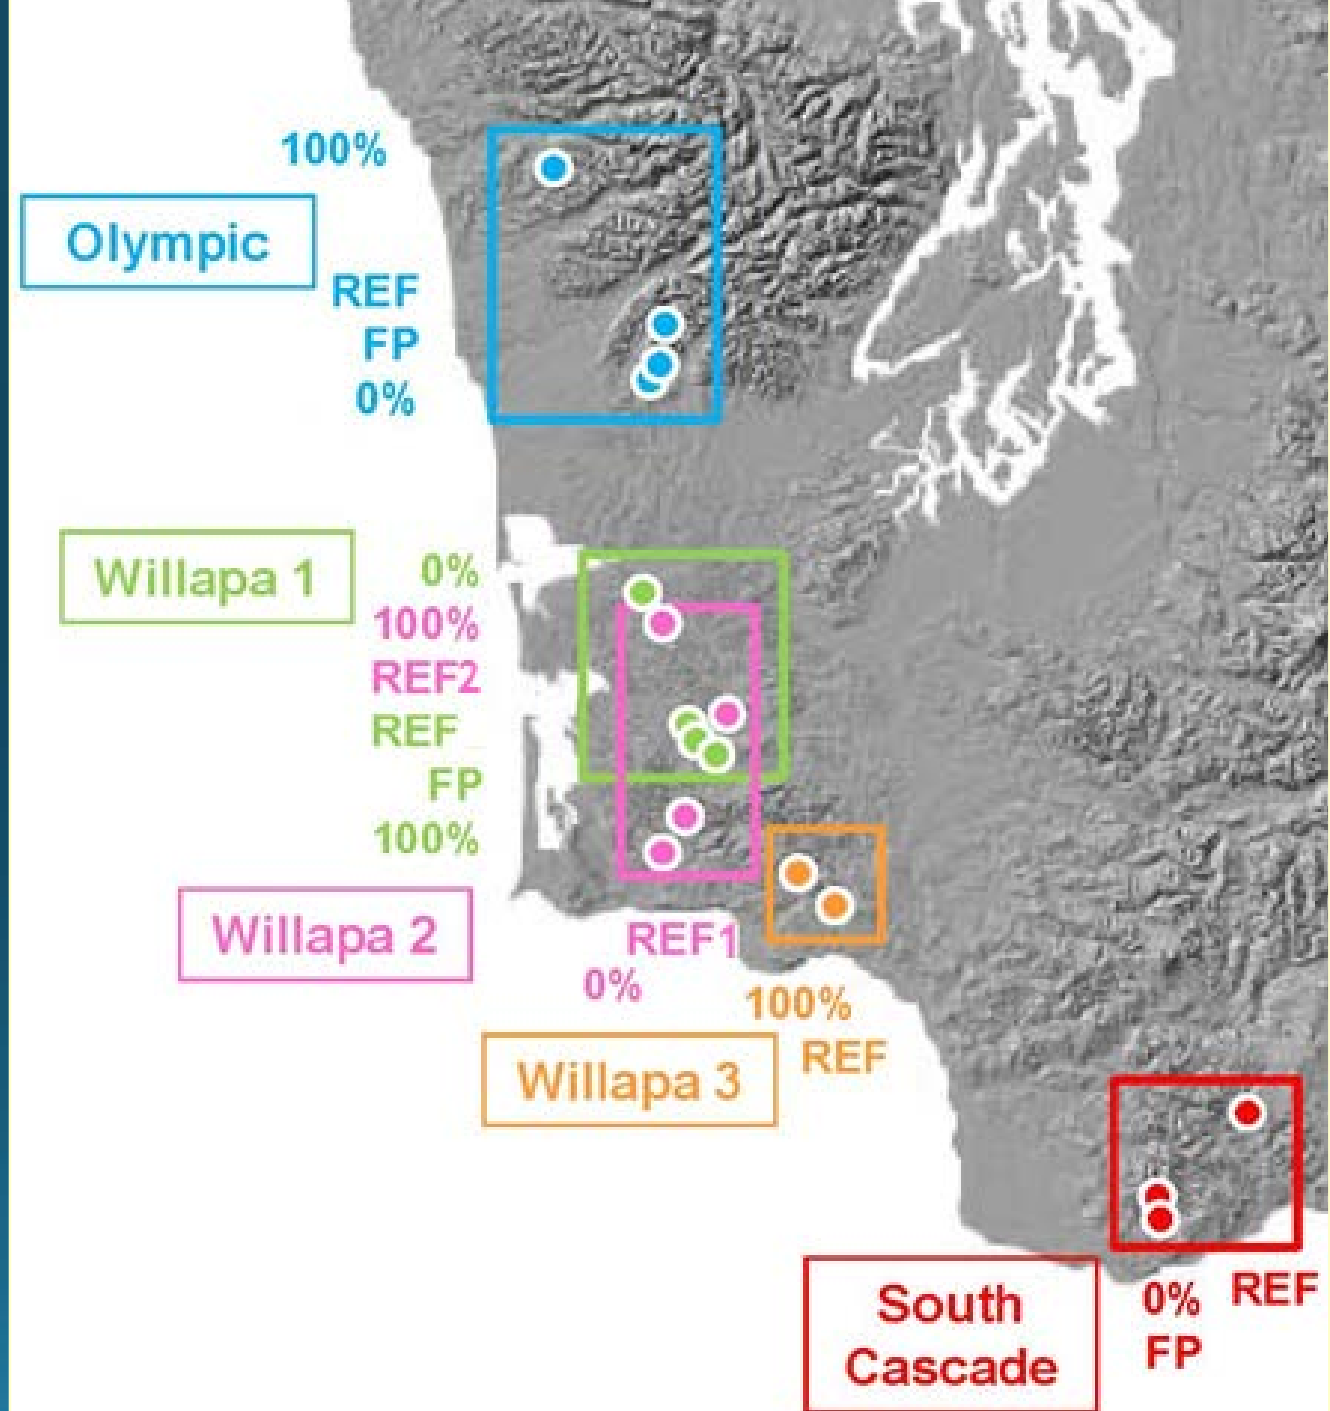 100%
Olympic
REF
FP
0%
Willapa 1
0%
100%
REF2
REF
FP
100%
Willapa 2
REF1
0%
100%
REF
Willapa 3
South
Cascade
0%
REF
FP